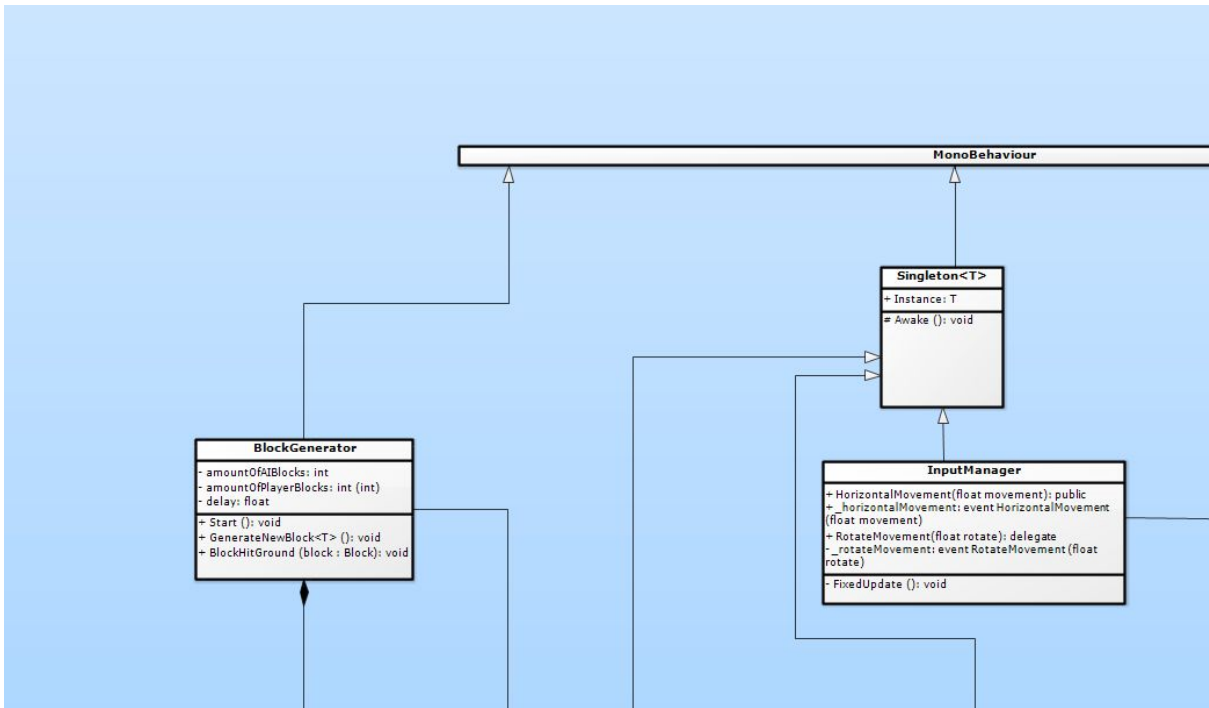 MonoBehaviour
Singleton<T>
+ Instance: T
# Awake (): void
BlockGenerator
- amountOfAIBlocks: int
- amountOfPlayerBlocks: int (int)
- delay: float
+ Start (): void
+ GenerateNewBlock<T> (): void
+ BlockHitGround (block : Block): void
InputManager
+ HorizontalMovement(float movement): public
+ _horizontalMovement: event HorizontalMovement
(float movement)
+ RotateMovement(float rotate): delegate
- _rotateMovement: event RotateMovement (float
rotate)
- FixedUpdate (): void